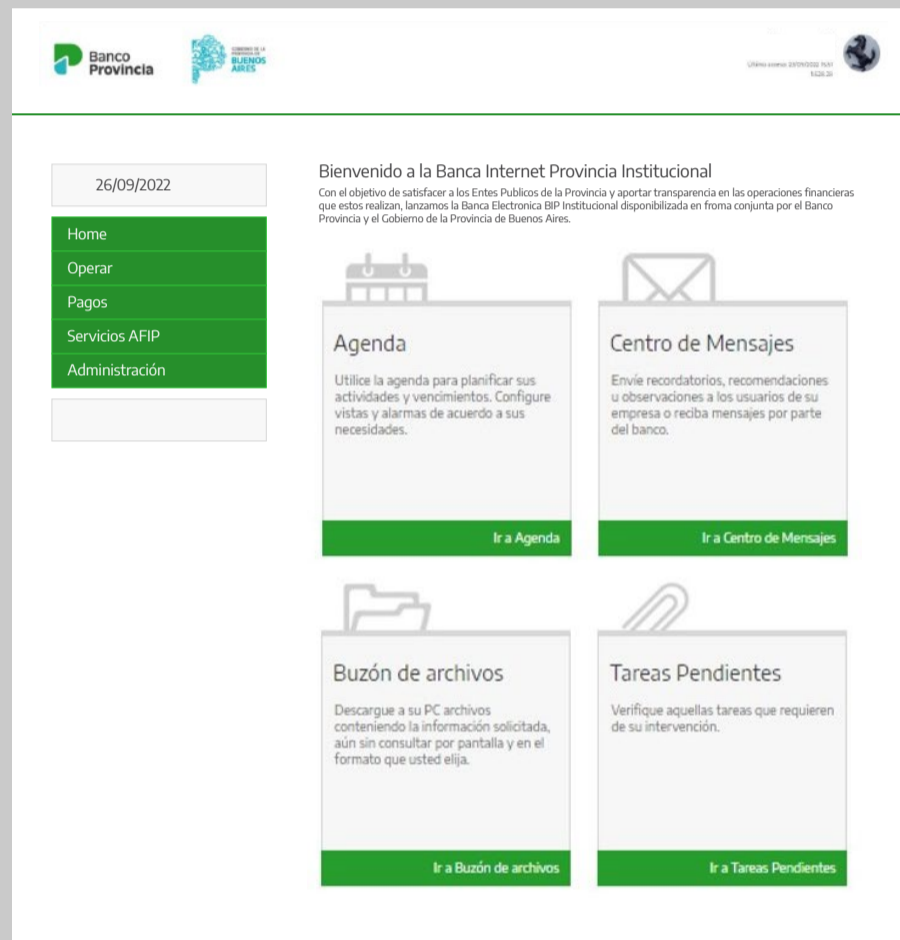 Banco
Provincia
GOBIERNO DE LA
PROVINCIA DE
BUENOS
AIRES
26/09/2022
Home
Operar
Pagos
Servicios AFIP
Administración
Bienvenido a la Banca Internet Provincia Institucional
Con el objetivo de satisfacer a los Entes Publicos de la Provincia y aportar transparencia en las operaciones financieras
que estos realizan, lanzamos la Banca Electronica BIP Institucional disponibilizada en froma conjunta por el Banco
Provincia y el Gobierno de la Provincia de Buenos Aires.
Agenda
Utilice la agenda para planificar sus
actividades y vencimientos. Configure
vistas y alarmas de acuerdo a sus
necesidades.
Ir a Agenda
Centro de Mensajes
Envíe recordatorios, recomendaciones
u observaciones a los usuarios de su
empresa o reciba mensajes por parte
del banco.
Ir a Centro de Mensajes
Buzón de archivos
Descargue a su PC archivos
conteniendo la información solicitada,
aún sin consultar por pantalla y en el
formato que usted elija.
Ir a Buzón de archivos
Tareas Pendientes
Verifique aquellas tareas que requieren
de su intervención.
Ir a Tareas Pendientes